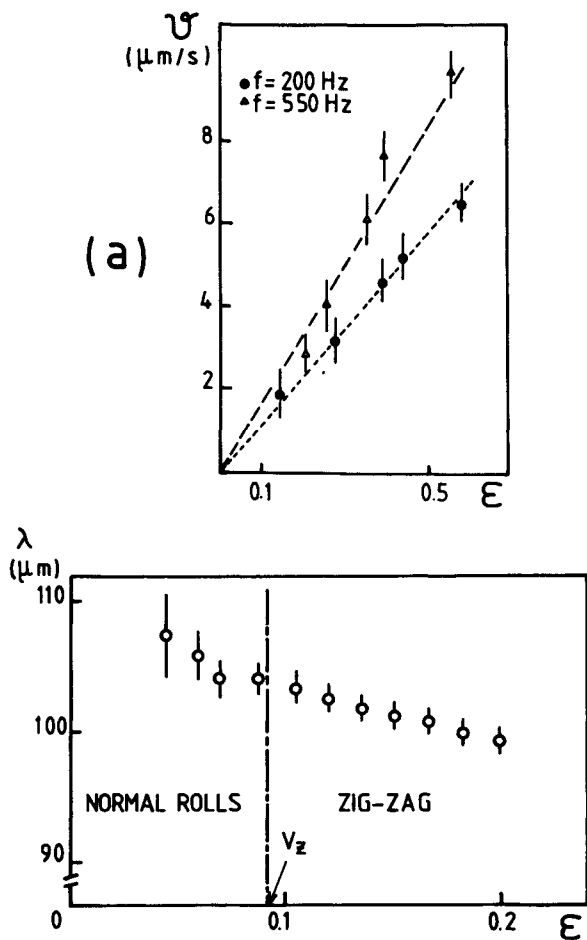 ϑ
(μm/s)
● f = 200 Hz
▲ f = 550 Hz
8
6
4
2
(a)
0.1 0.5 ε
λ
(μm)
110
100
90
NORMAL ROLLS ZIG-ZAG
Vz
0 0.1 0.2 ε